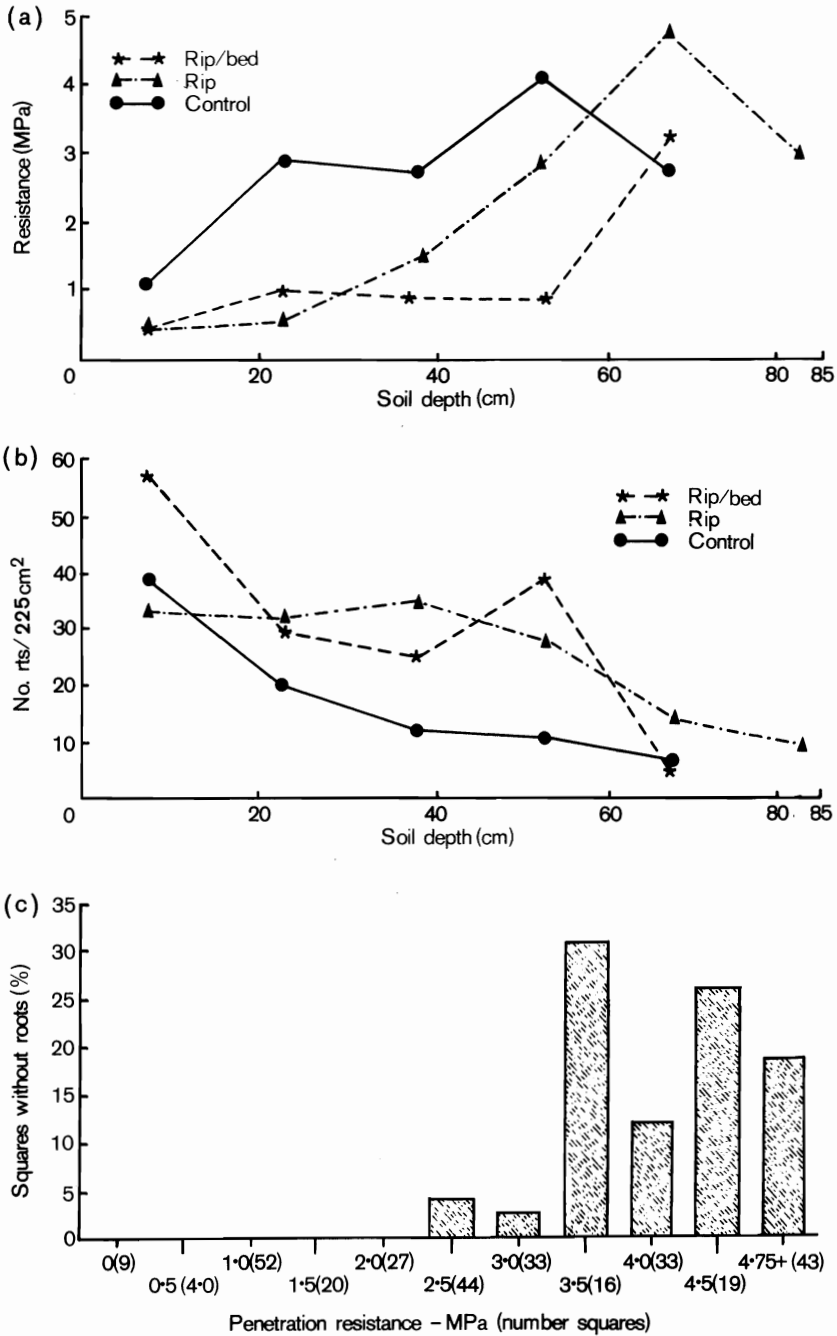 (a)
5
4
3
2
1
Resistance (MPa)
Rip/bed
Rip
Control
0 20 40 60 80 85
Soil depth (cm)
(b)
60
50
40
30
20
10
No. rts/225cm²
Rip/bed
Rip
Control
0 20 40 60 80 85
Soil depth (cm)
(c)
35
30
25
20
15
10
5
0
Squares without roots (%)
0(9) 1·0(52) 2·0(27) 3·0(33) 4·0(33) 4·75+(43)
0·5(4·0) 1·5(20) 2·5(44) 3·5(16) 4·5(19)
Penetration resistance – MPa (number squares)